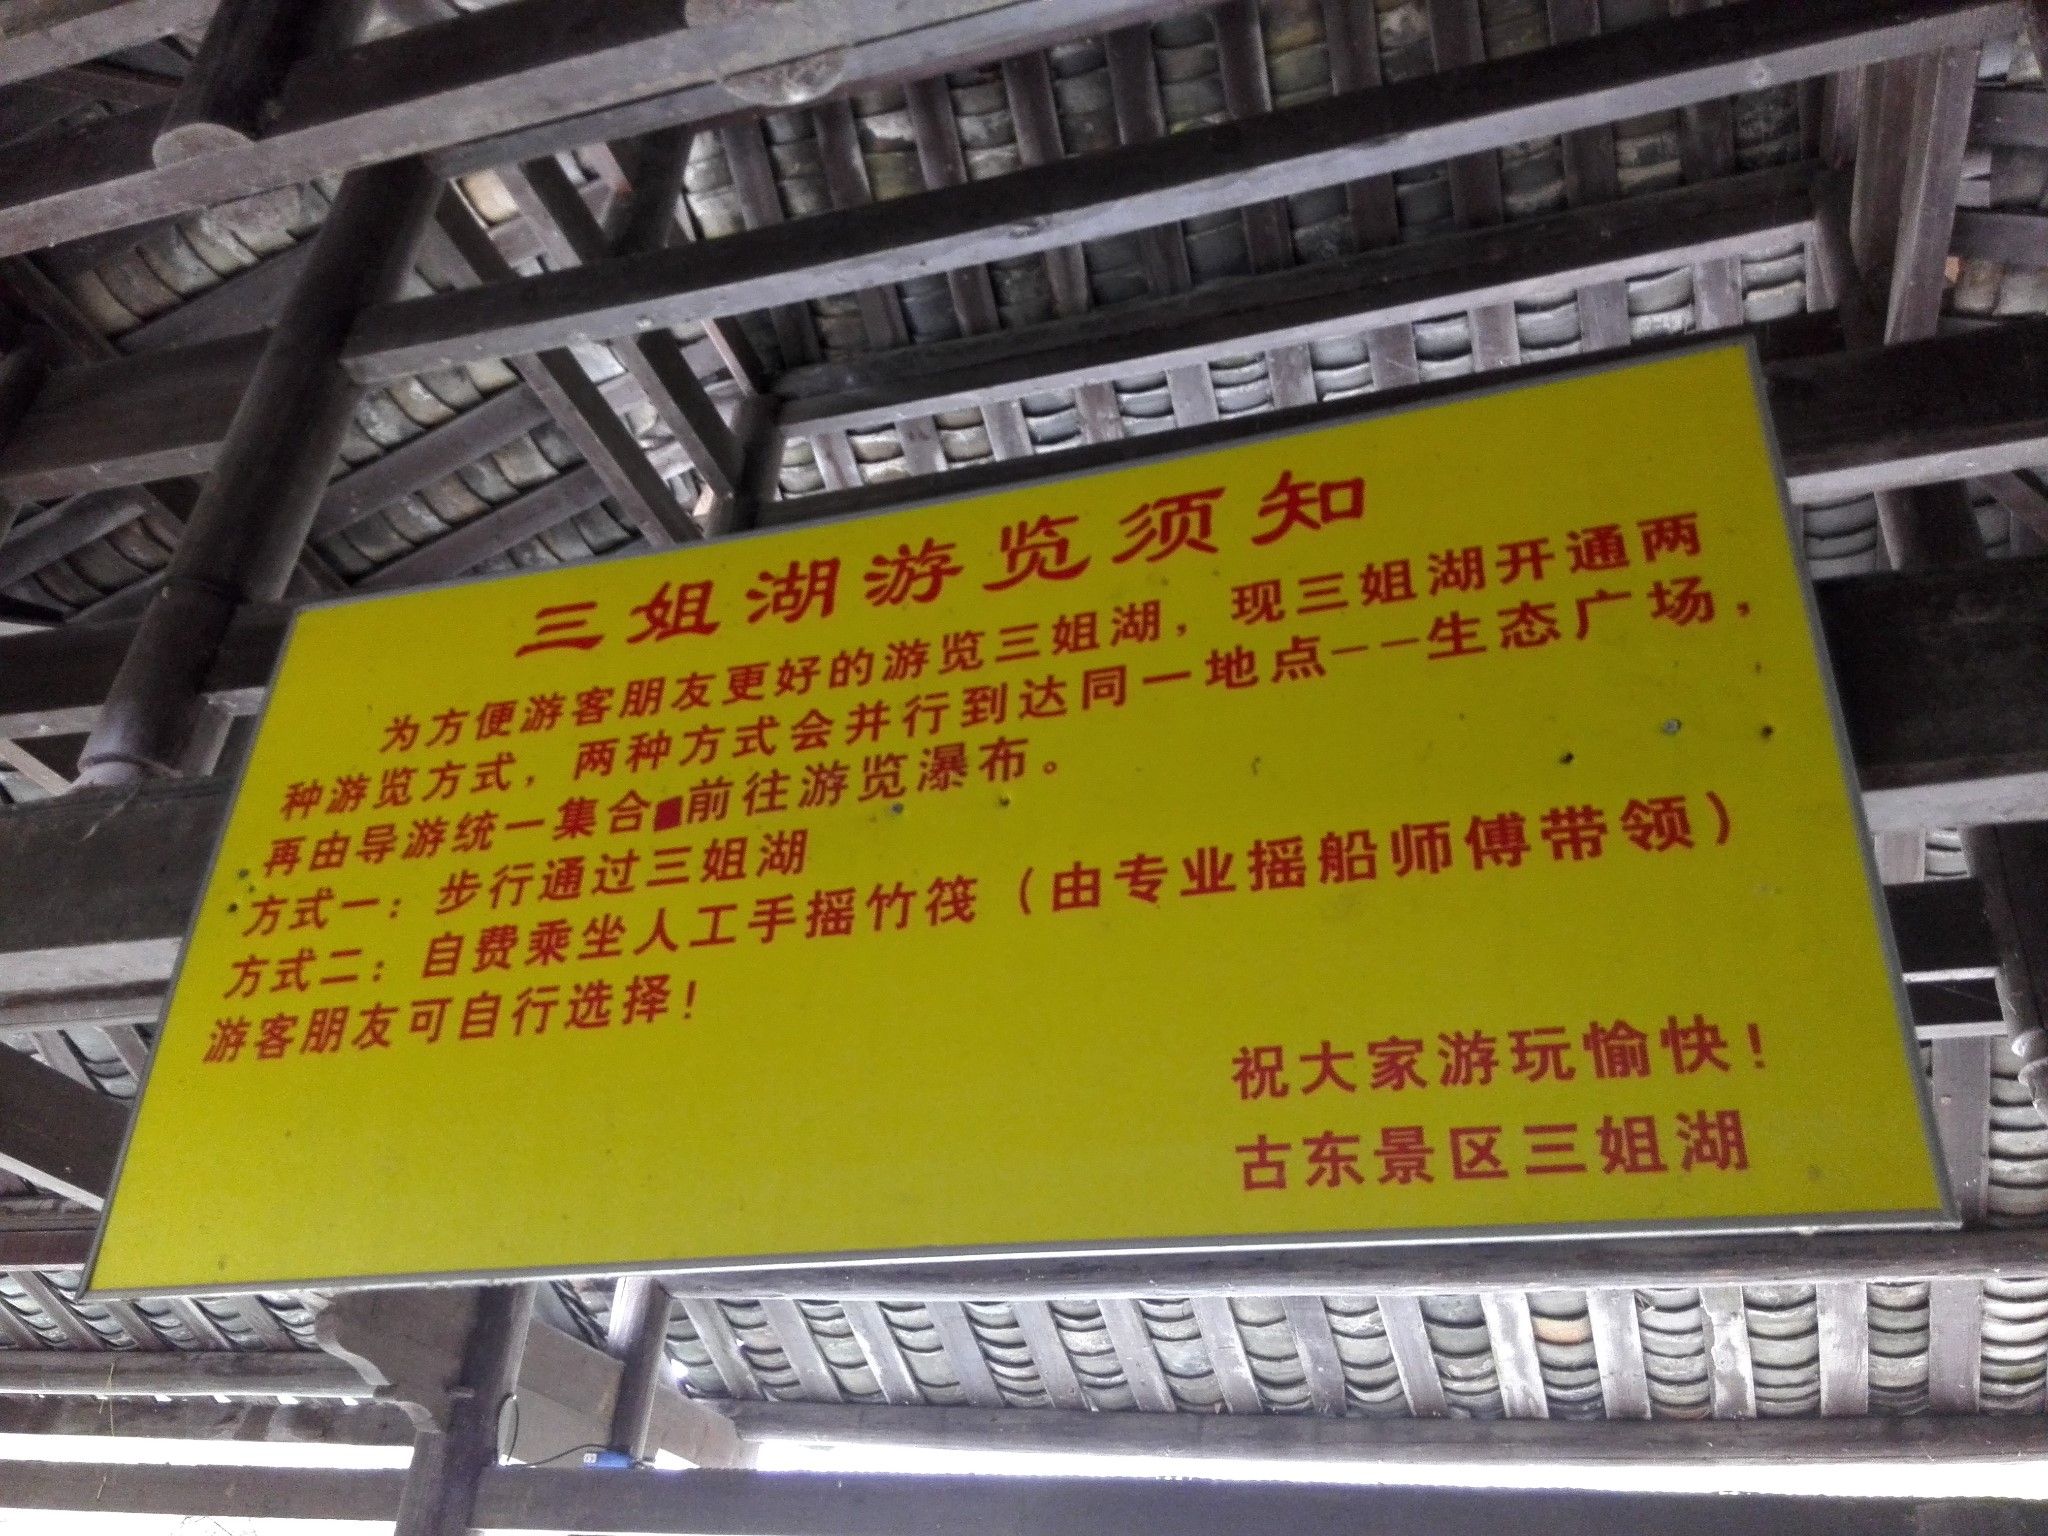 三姐湖游览须知
为方便游客朋友更好的游览三姐湖，现三姐湖开通两
种游览方式，两种方式会并行到达同一地点---生态广场，
再由导游统一集合前往游览瀑布。
方式一：步行通过三姐湖
方式二：自费乘坐人工手摇竹筏（由专业摇船师傅带领）
游客朋友可自行选择！
祝大家游玩愉快！
古东景区三姐湖